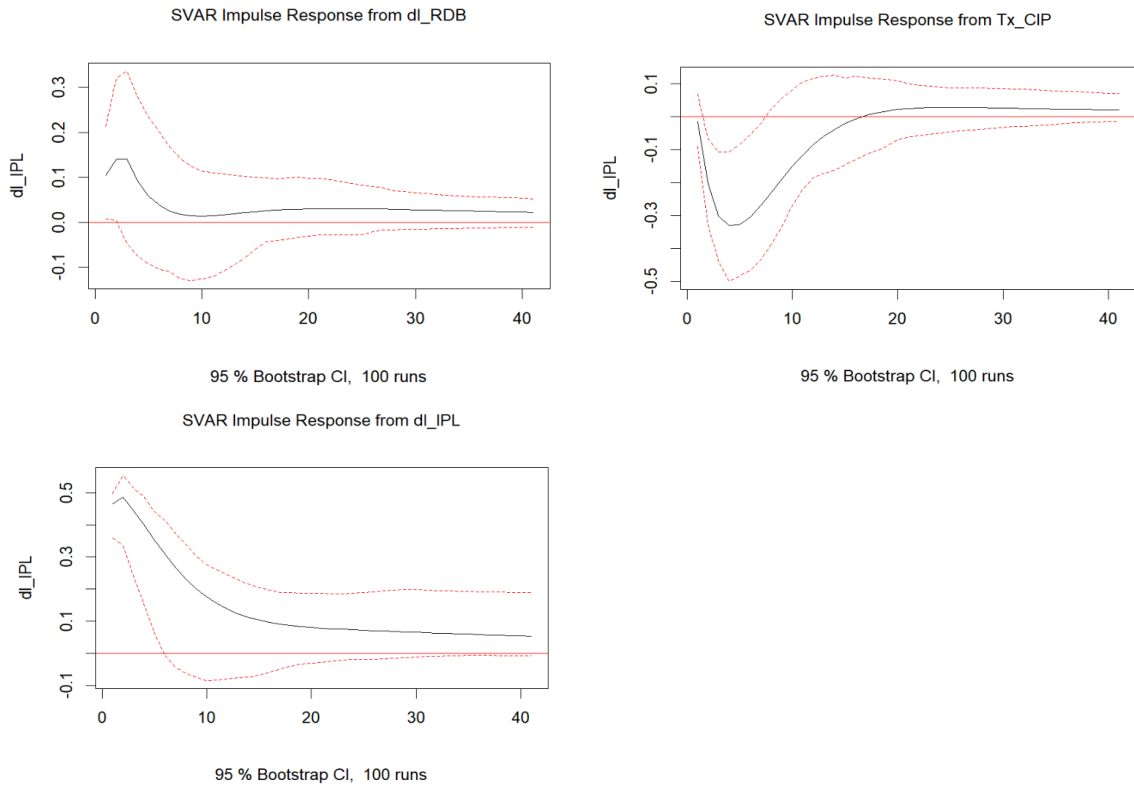 SVAR Impulse Response from dl_RDB
dl_IPL
0.3
0.2
0.1
0.0
-0.1
0 10 20 30 40
95 % Bootstrap CI,  100 runs
SVAR Impulse Response from Tx_CIP
dl_IPL
0.1
-0.1
-0.3
-0.5
0 10 20 30 40
95 % Bootstrap CI,  100 runs
SVAR Impulse Response from dl_IPL
dl_IPL
0.5
0.3
0.1
-0.1
0 10 20 30 40
95 % Bootstrap CI,  100 runs